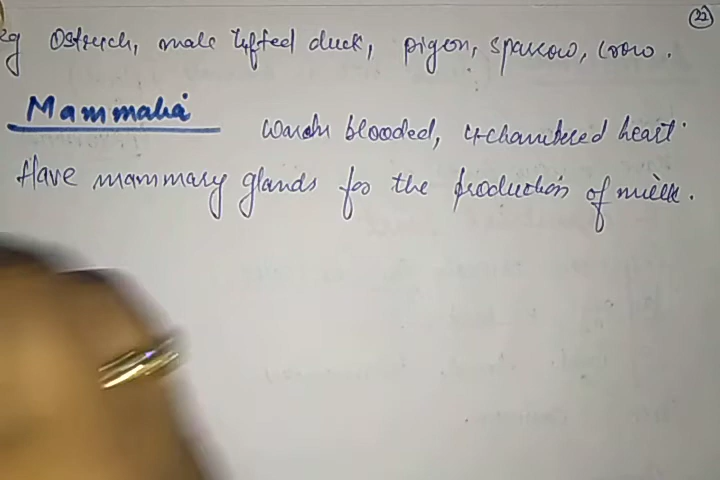 22
eg Ostrich, male tufted duck, pigeon, sparrow, crow.
Mammalia
warm blooded, 4 chambered heart.
Have mammary glands for the production of milk.